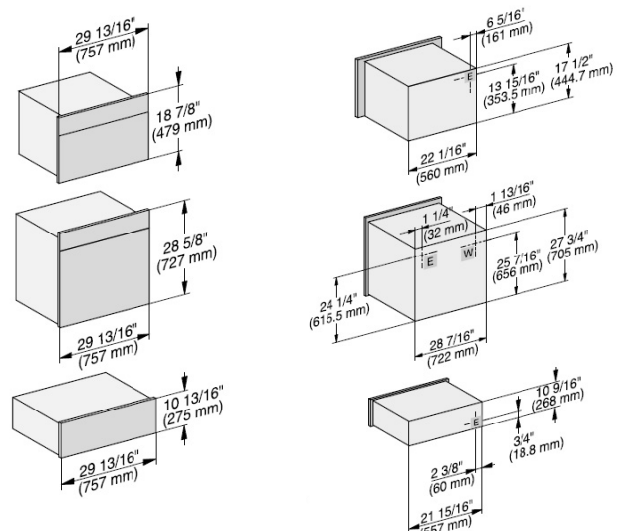 29 13/16"
(757 mm)
18 7/8"
(479 mm)
6 5/16'
(161 mm)
E
13 15/16"
(353.5 mm)
17 1/2"
(444.7 mm)
22 1/16"
(560 mm)
28 5/8"
(727 mm)
29 13/16"
(757 mm)
1 13/16"
(46 mm)
1 1/4"
(32 mm)
E
W
25 7/16"
(656 mm)
27 3/4"
(705 mm)
24 1/4"
(615.5 mm)
28 7/16"
(722 mm)
10 13/16"
(275 mm)
29 13/16"
(757 mm)
10 9/16"
(268 mm)
E
3/4"
(18.8 mm)
2 3/8"
(60 mm)
21 15/16"
(557 mm)